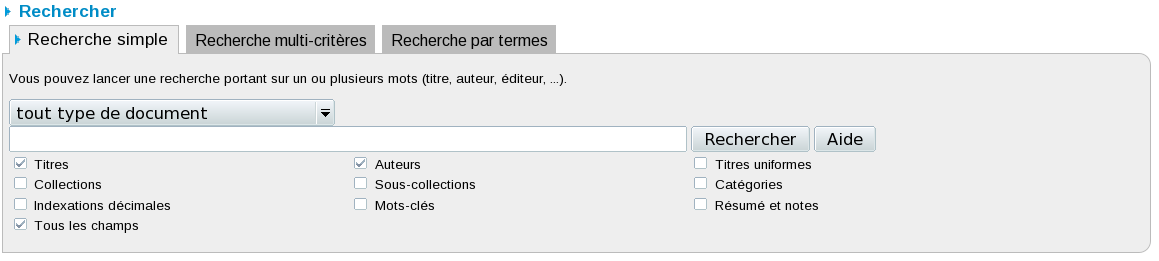 Rechercher
Recherche simple Recherche multi-critères Recherche par termes
Vous pouvez lancer une recherche portant sur un ou plusieurs mots (titre, auteur, éditeur, ...).
tout type de document
Rechercher Aide
Titres Auteurs Titres uniformes
Collections Sous-collections Catégories
Indexations décimales Mots-clés Résumé et notes
Tous les champs